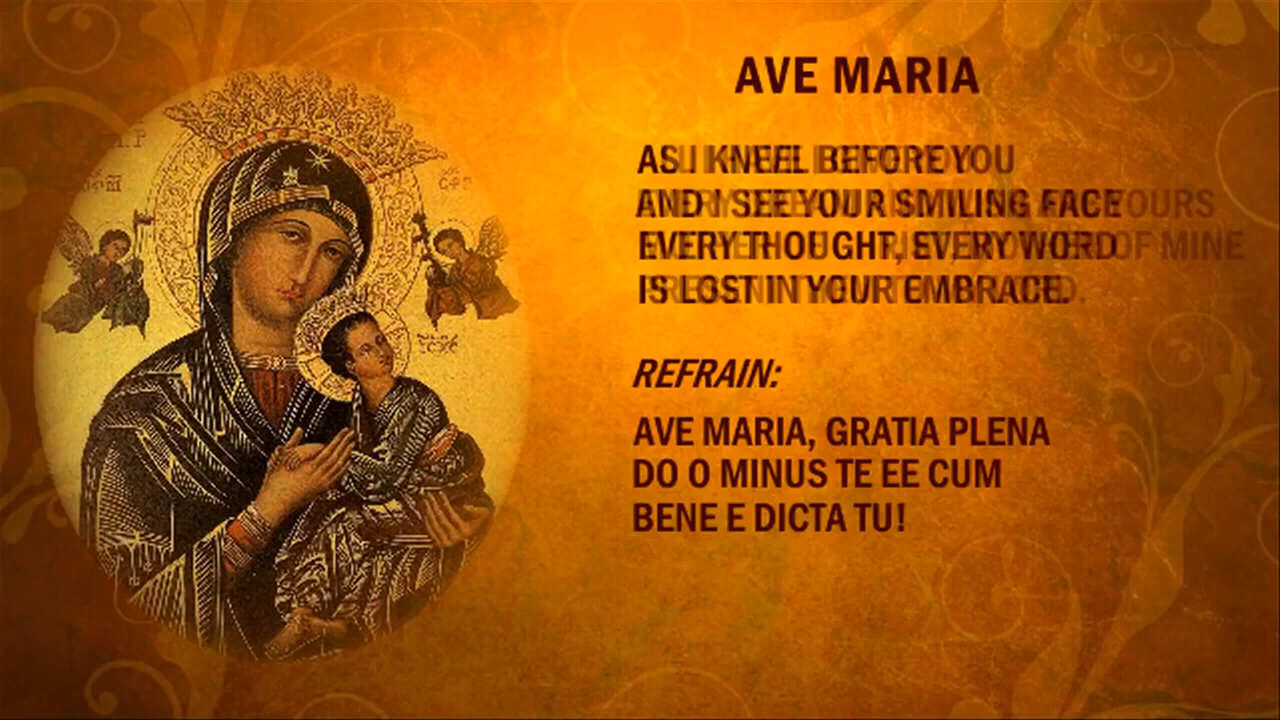 AVE MARIA
AS I KNEEL BEFORE YOU
AND I SEE YOUR SMILING FACE
EVERY THOUGHT, EVERY WORD
IS LOST IN YOUR EMBRACE.
REFRAIN:
AVE MARIA, GRATIA PLENA
DO O MINUS TE EE CUM
BENE E DICTA TU!